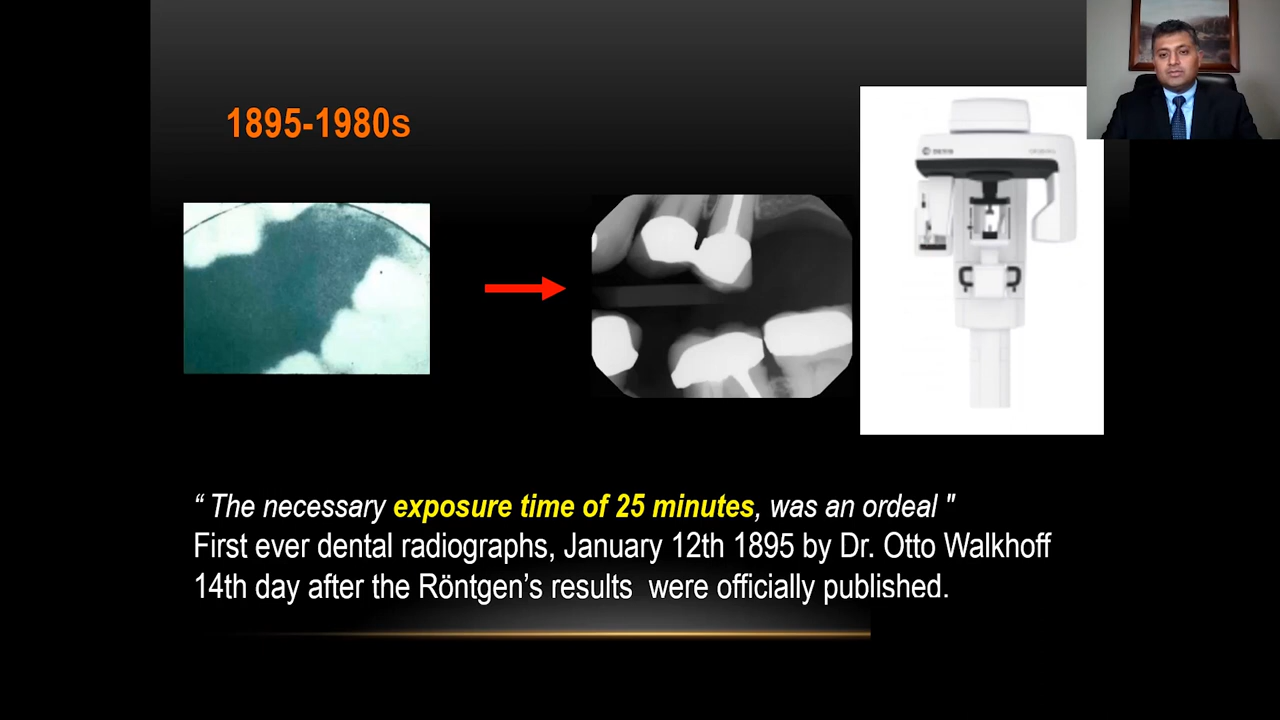 1895-1980s
DEXIS
“ The necessary exposure time of 25 minutes, was an ordeal "
First ever dental radiographs, January 12th 1895 by Dr. Otto Walkhoff
14th day after the Röntgen’s results were officially published.